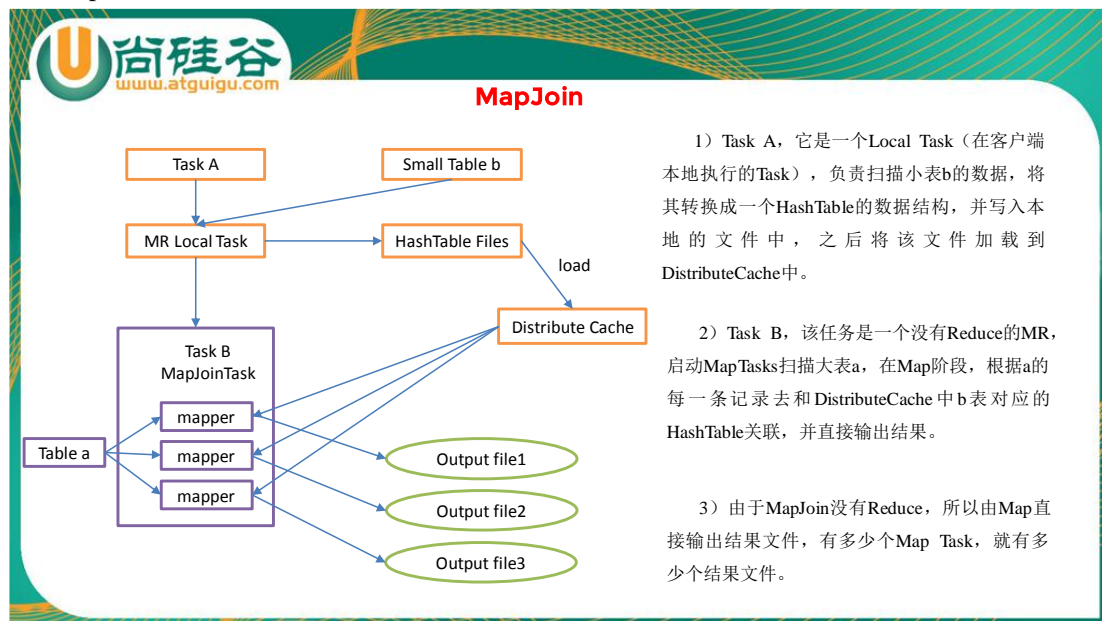 尚硅谷
www.atguigu.com
MapJoin
Task A
Small Table b
MR Local Task
HashTable Files
load
Distribute Cache
Task B
MapJoinTask
mapper
mapper
mapper
Table a
Output file1
Output file2
Output file3
1）Task A，它是一个Local Task（在客户端
本地执行的Task），负责扫描小表b的数据，将
其转换成一个HashTable的数据结构，并写入本
地的文件中，之后将该文件加载到
DistributeCache中。
2）Task B，该任务是一个没有Reduce的MR，
启动MapTasks扫描大表a，在Map阶段，根据a的
每一条记录去和DistributeCache中b表对应的
HashTable关联，并直接输出结果。
3）由于MapJoin没有Reduce，所以由Map直
接输出结果文件，有多少个Map Task，就有多
少个结果文件。